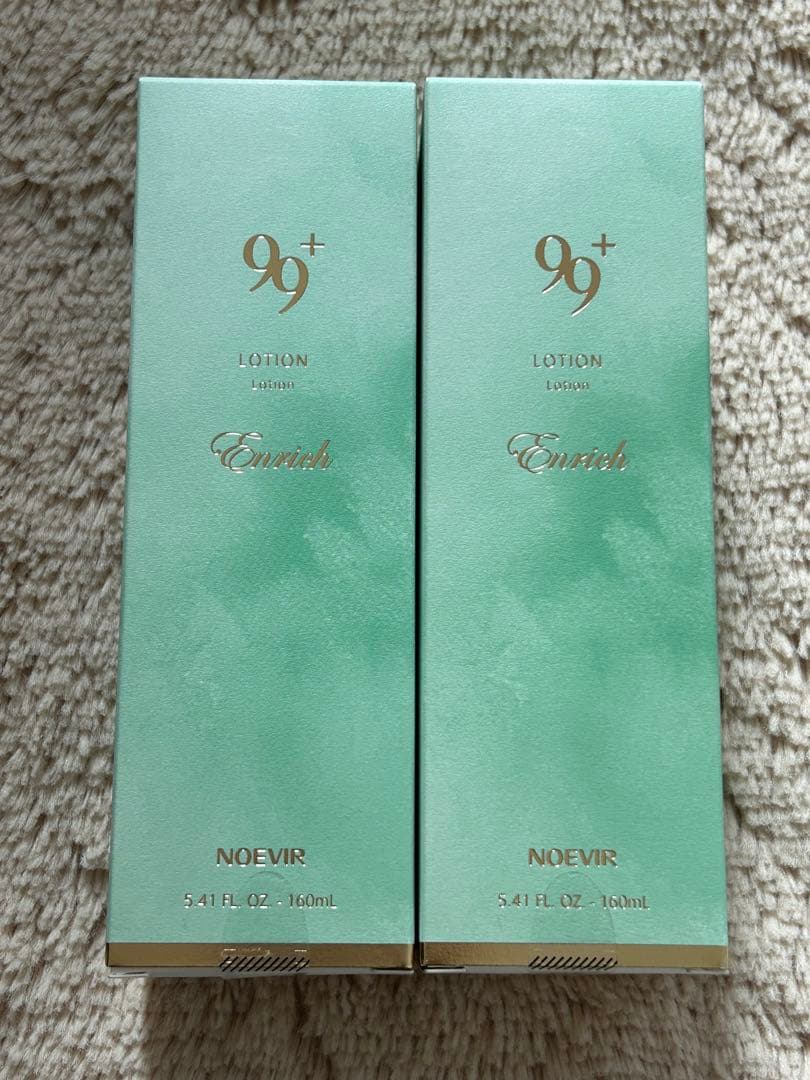 99+
LOTION
Lotion
Enrich
NOEVIR
5.41 FL. OZ. - 160mL
99+
LOTION
Lotion
Enrich
NOEVIR
5.41 FL. OZ. - 160mL